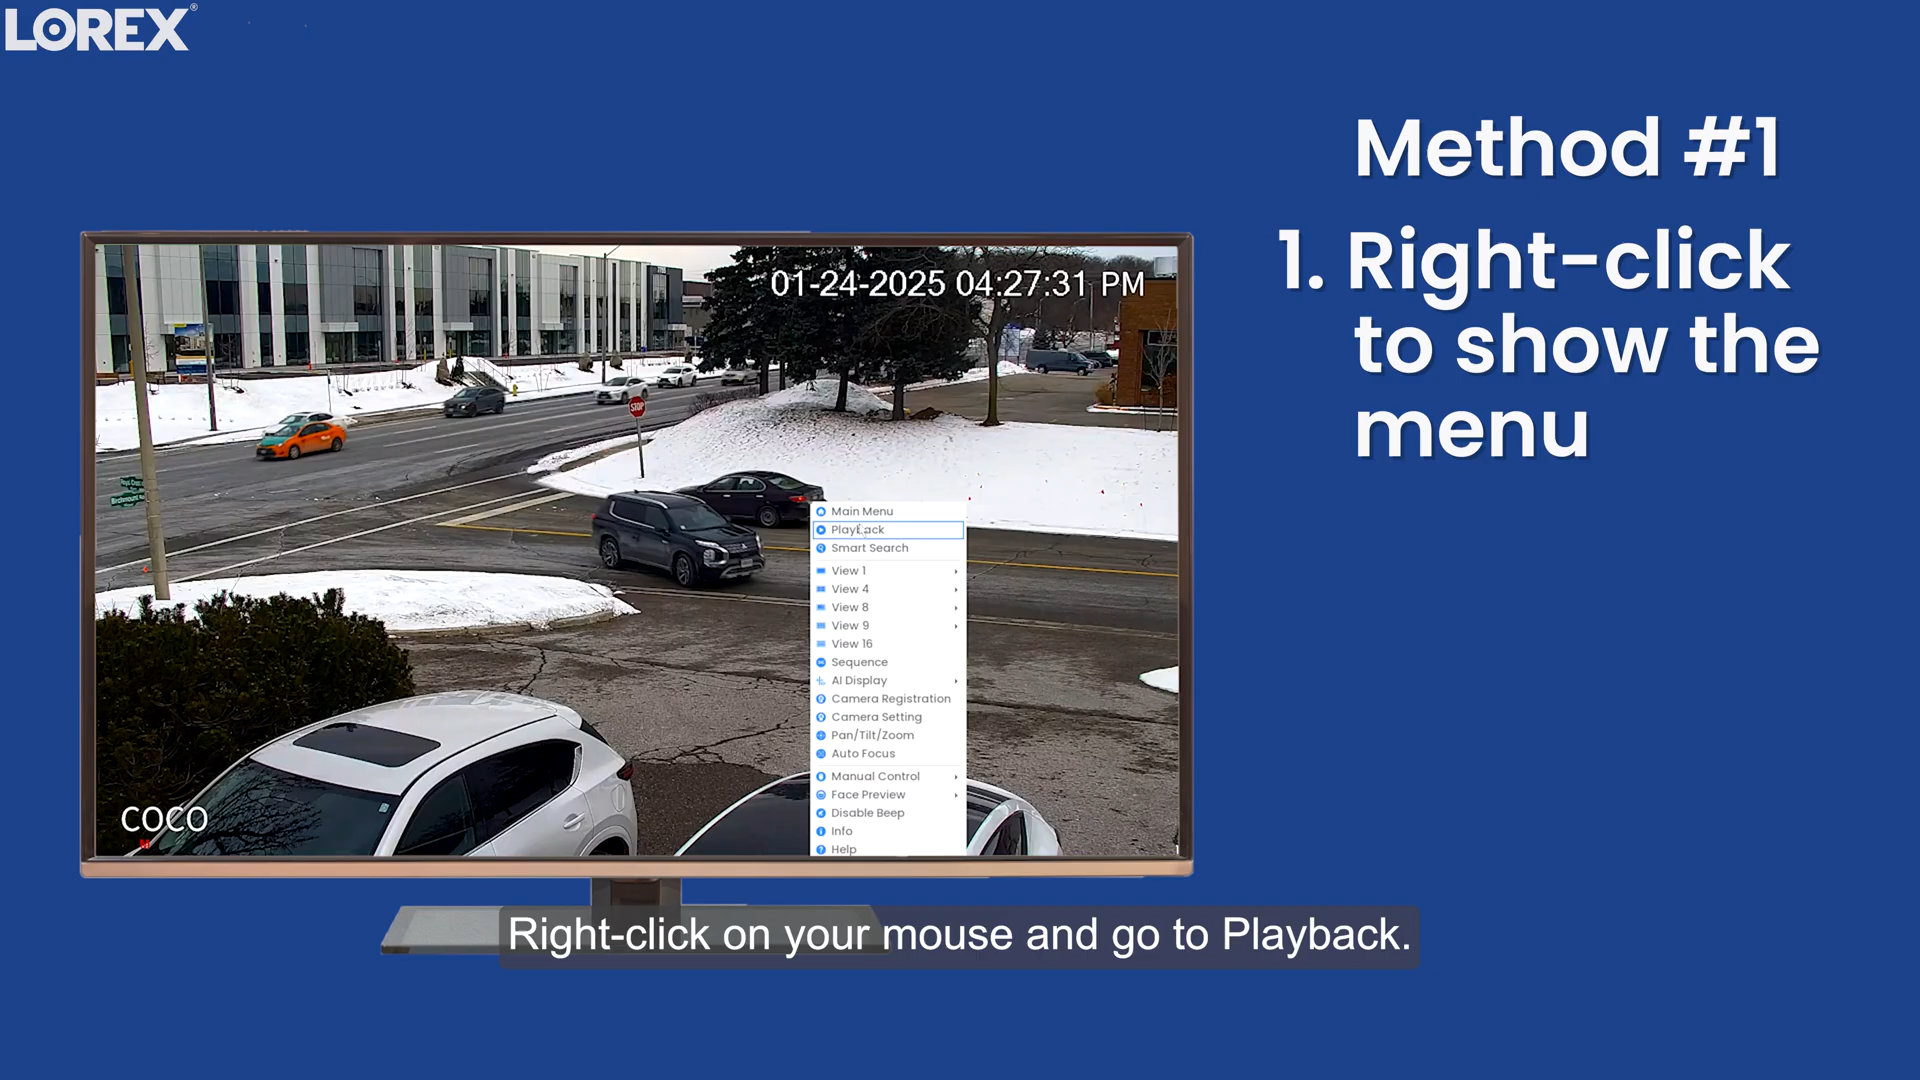 LOREX®
Method #1
1. Right-click
to show the
menu
01-24-2025 04:27:31 PM
STOP
Main Menu
Playback
Smart Search
View 1
View 4
View 8
View 9
View 16
Sequence
AI Display
Camera Registration
Camera Setting
Pan/Tilt/Zoom
Auto Focus
Manual Control
Face Preview
Disable Beep
Info
Help
COCO
Right-click on your mouse and go to Playback.